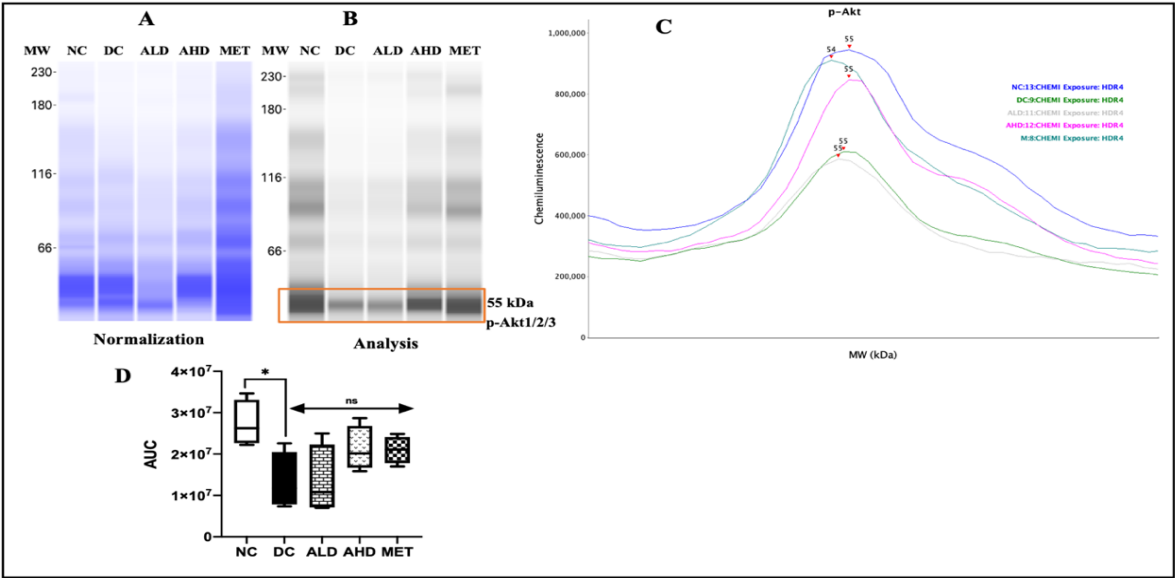 A
MW NC DC ALD AHD MET
230
180
116
66
Normalization
B
MW NC DC ALD AHD MET
230
180
116
66
55 kDa
p-Akt1/2/3
Analysis
C
p-Akt
1,000,000
800,000
600,000
400,000
200,000
0
Chemiluminescence
54
55
55
55
55
NC:13:CHEMI Exposure: HDR4
DC:9:CHEMI Exposure: HDR4
ALD:11:CHEMI Exposure: HDR4
AHD:12:CHEMI Exposure: HDR4
M:8:CHEMI Exposure: HDR4
MW (kDa)
D
4×10⁷
3×10⁷
2×10⁷
1×10⁷
0
AUC
*
ns
NC DC ALD AHD MET